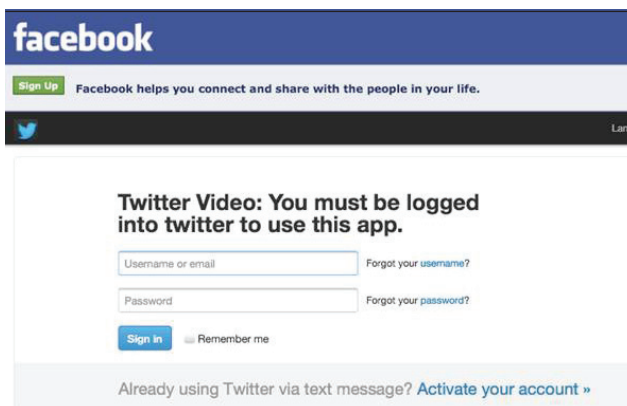 facebook
Sign Up Facebook helps you connect and share with the people in your life.
Lan
Twitter Video: You must be logged
into twitter to use this app.
Username or email Forgot your username?
Password Forgot your password?
Sign in Remember me
Already using Twitter via text message? Activate your account »